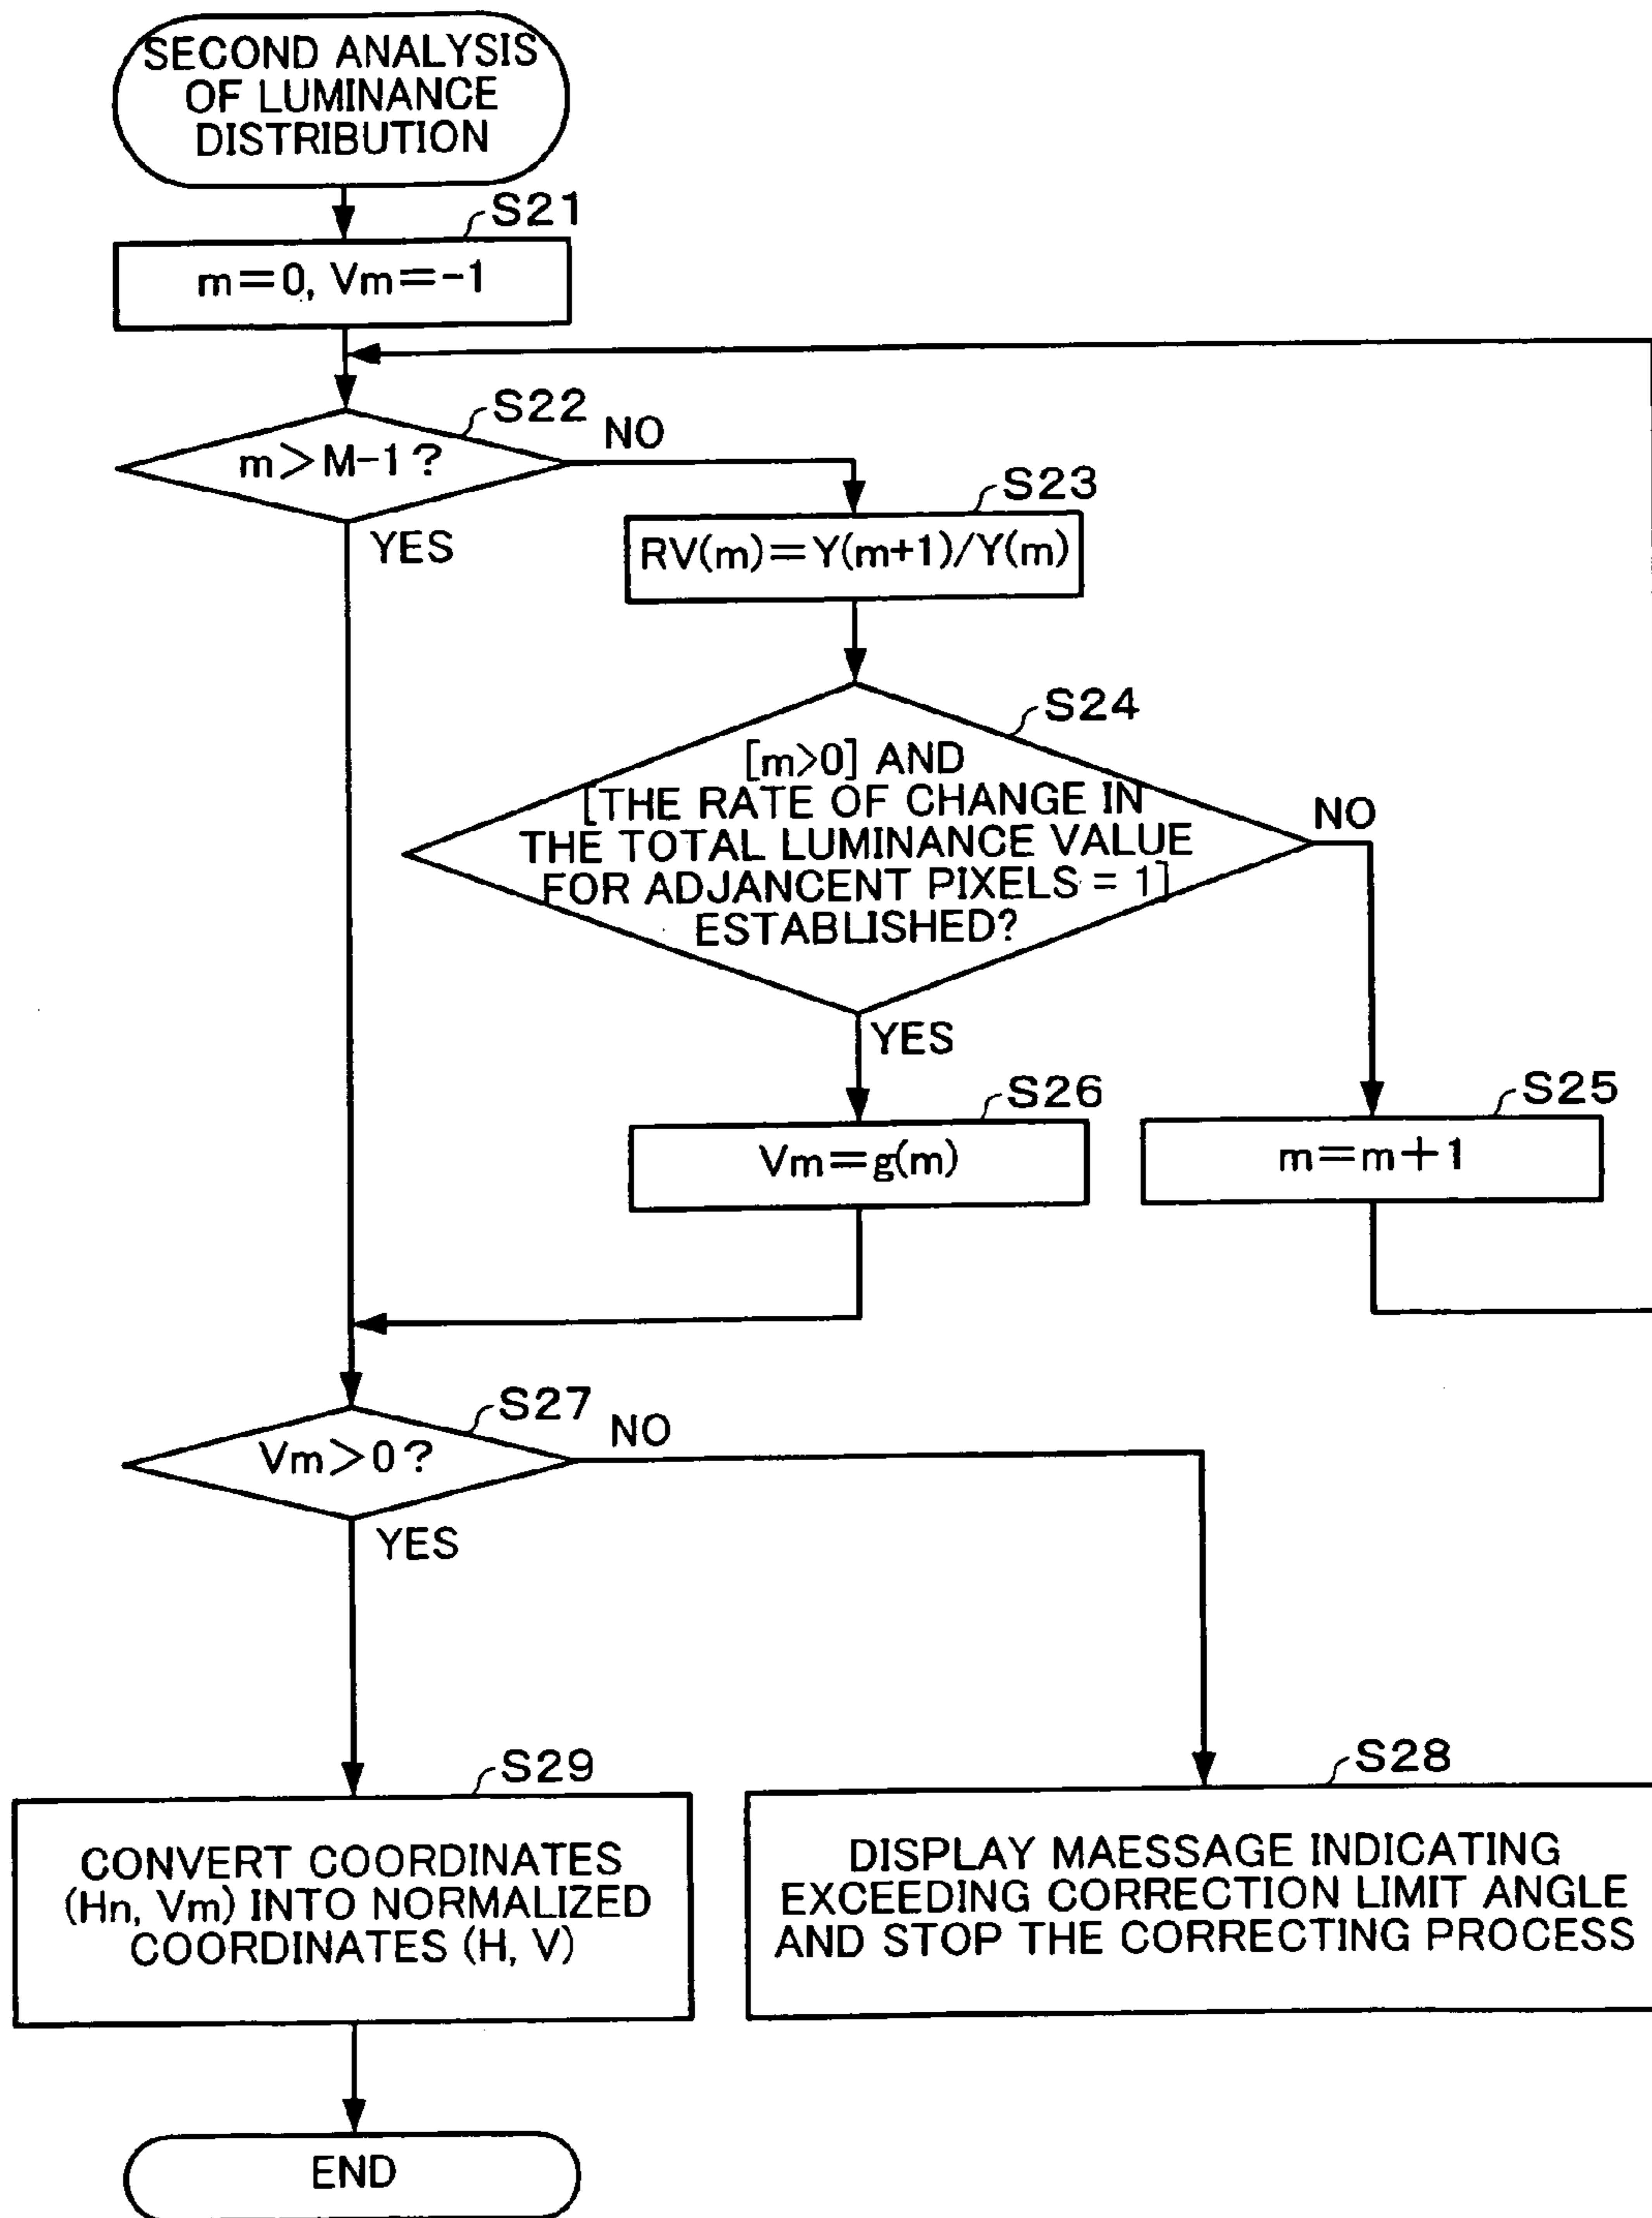 SECOND ANALYSIS
OF LUMINANCE
DISTRIBUTION
S21
m=0, Vm=-1
S22
m>M-1?
NO
YES
S23
RV(m)=Y(m+1)/Y(m)
S24
[m>0] AND
[THE RATE OF CHANGE IN
THE TOTAL LUMINANCE VALUE
FOR ADJANCENT PIXELS = 1]
ESTABLISHED?
NO
YES
S26
Vm=g(m)
S25
m=m+1
S27
Vm>0?
NO
YES
S29
CONVERT COORDINATES
(Hn, Vm) INTO NORMALIZED
COORDINATES (H, V)
S28
DISPLAY MAESSAGE INDICATING
EXCEEDING CORRECTION LIMIT ANGLE
AND STOP THE CORRECTING PROCESS
END